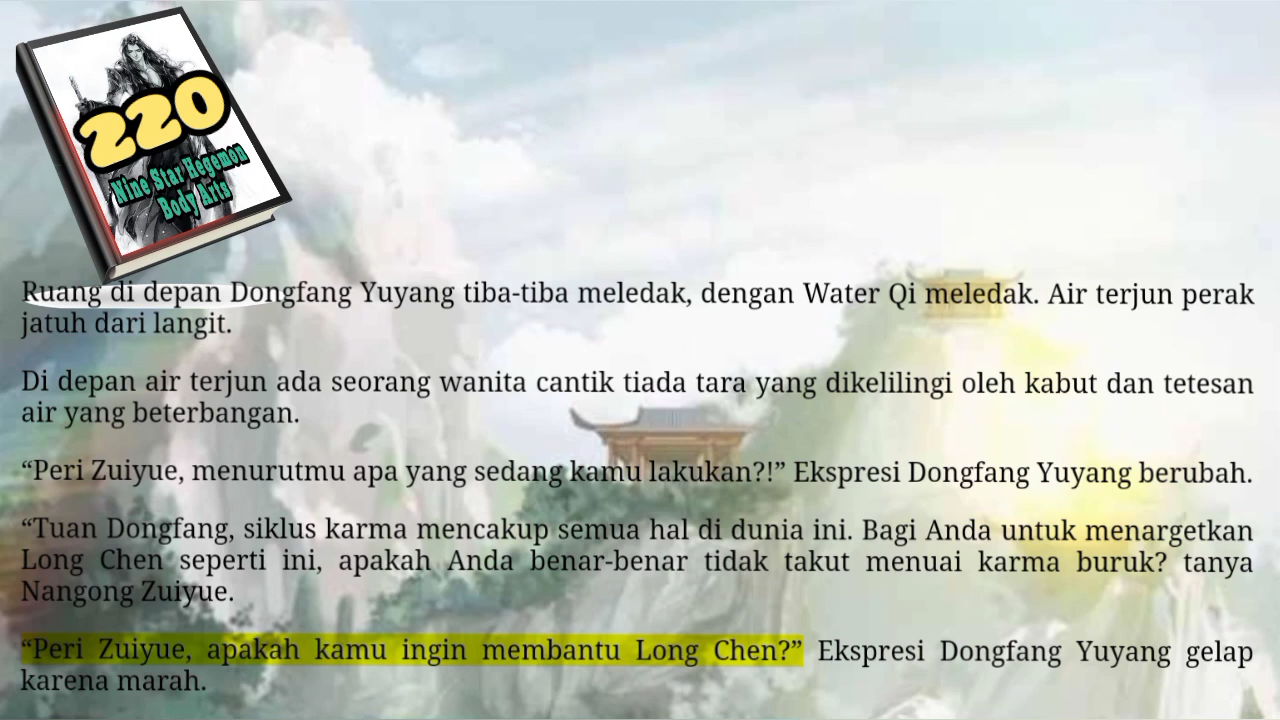 220
Nine Star Hegemon
Body Arts
Ruang di depan Dongfang Yuyang tiba-tiba meledak, dengan Water Qi meledak. Air terjun perak
jatuh dari langit.
Di depan air terjun ada seorang wanita cantik tiada tara yang dikelilingi oleh kabut dan tetesan
air yang beterbangan.
“Peri Zuiyue, menurutmu apa yang sedang kamu lakukan?!” Ekspresi Dongfang Yuyang berubah.
“Tuan Dongfang, siklus karma mencakup semua hal di dunia ini. Bagi Anda untuk menargetkan
Long Chen seperti ini, apakah Anda benar-benar tidak takut menuai karma buruk? tanya
Nangong Zuiyue.
“Peri Zuiyue, apakah kamu ingin membantu Long Chen?” Ekspresi Dongfang Yuyang gelap
karena marah.